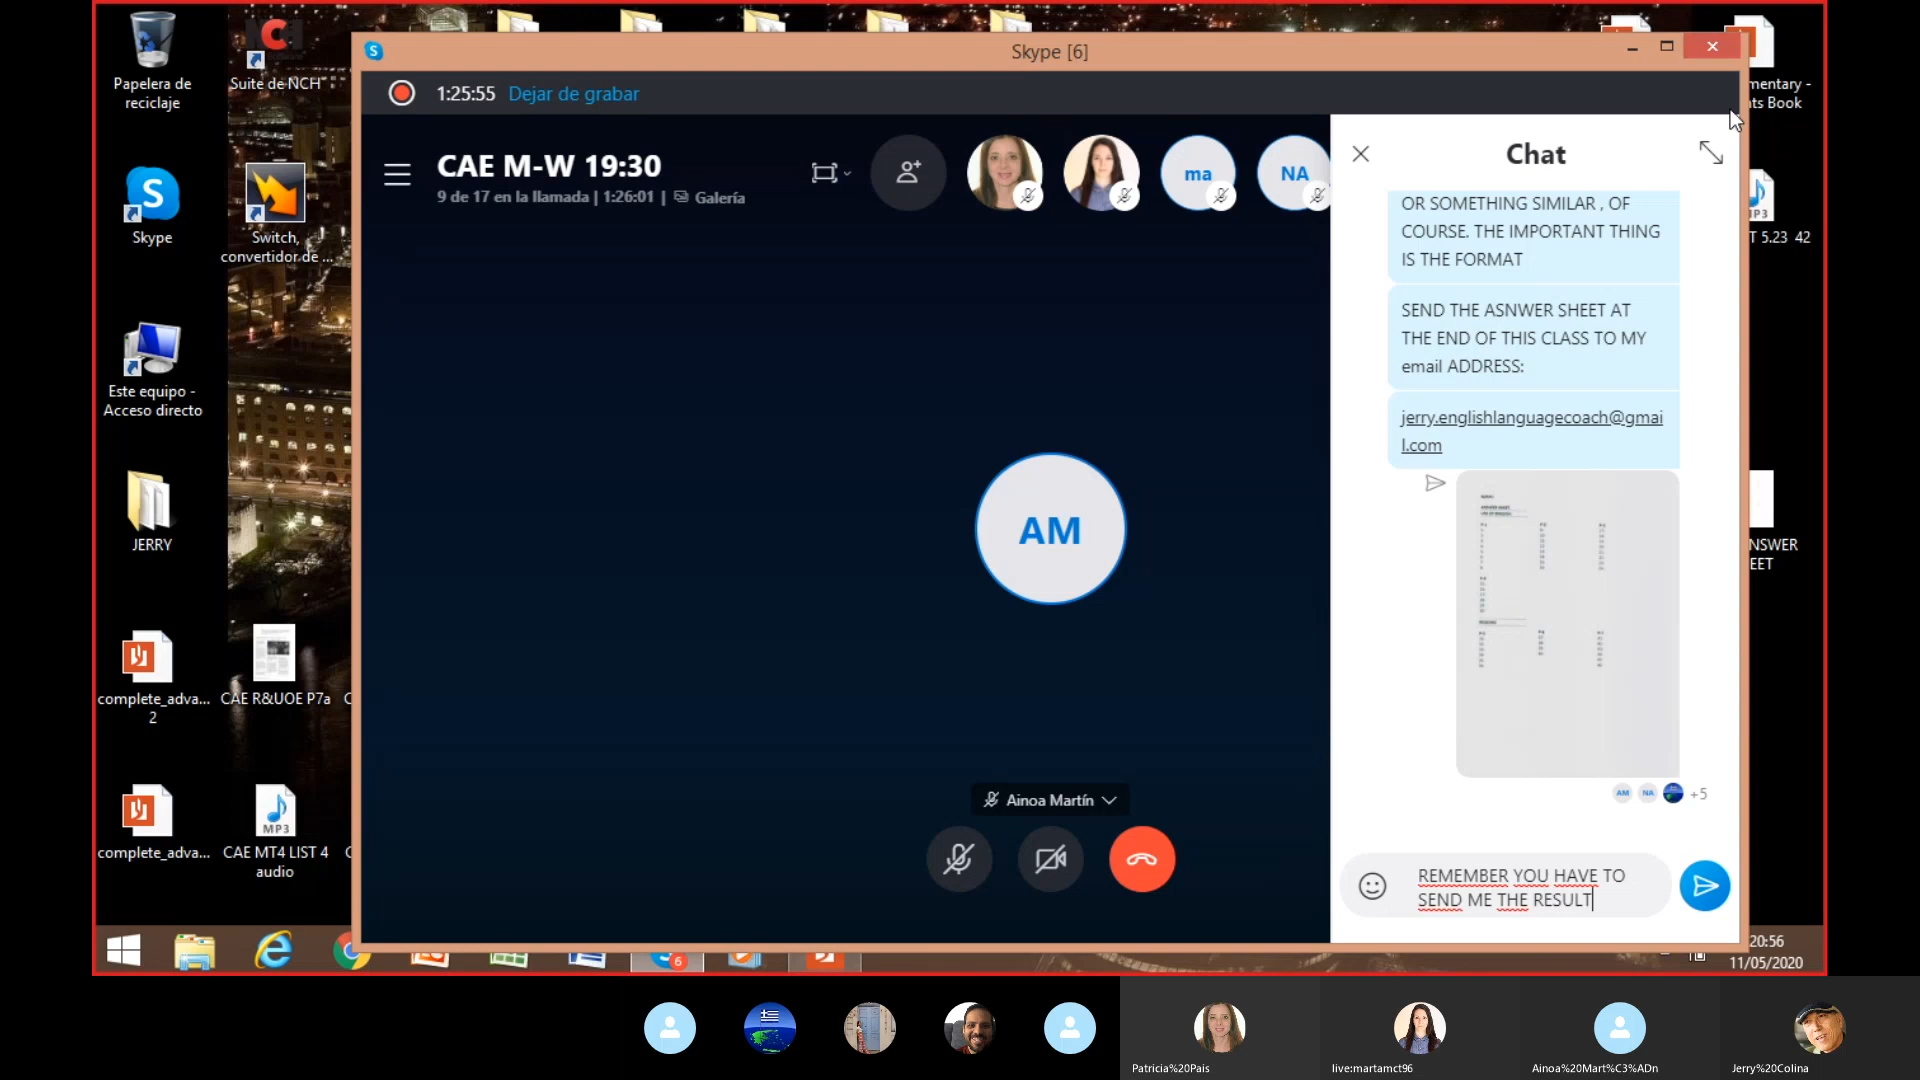 Papelera de
reciclaje
Suite de NCH
Skype
Switch,
convertidor de ...
Este equipo -
Acceso directo
JERRY
complete_adva...
2
CAE R&UOE P7a
complete_adva...
CAE MT4 LIST 4
audio
MP3
Skype [6]
1:25:55 Dejar de grabar
CAE M-W 19:30
9 de 17 en la llamada | 1:26:01 | Galería
ma
NA
AM
Ainoa Martín
Chat
OR SOMETHING SIMILAR , OF
COURSE. THE IMPORTANT THING
IS THE FORMAT
SEND THE ASNWER SHEET AT
THE END OF THIS CLASS TO MY
email ADDRESS:
jerry.englishlanguagecoach@gmai
l.com
AM NA +5
REMEMBER YOU HAVE TO
SEND ME THE RESULT
mentary -
ts Book
T 5.23 42
NSWER
EET
6
20:56
11/05/2020
Patricia%20Pais
live:martamct96
Ainoa%20Mart%C3%ADn
Jerry%20Colina